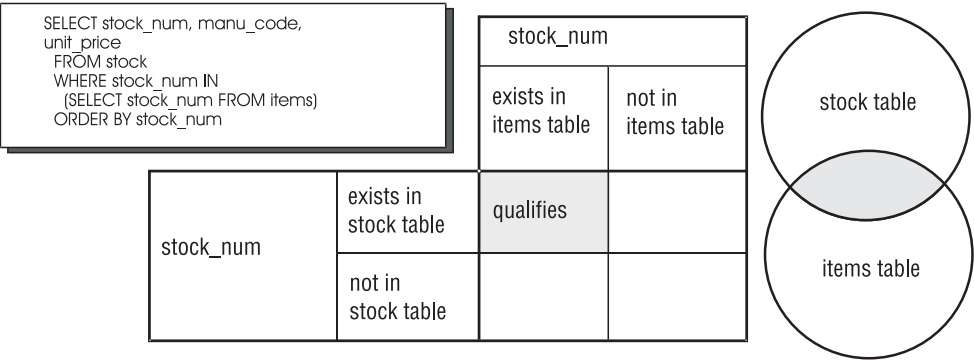 SELECT stock_num, manu_code,
unit_price
FROM stock
WHERE stock_num IN
(SELECT stock_num FROM items)
ORDER BY stock_num
stock_num
exists in
items table
not in
items table
stock_num
exists in
stock table
qualifies
not in
stock table
stock table
items table